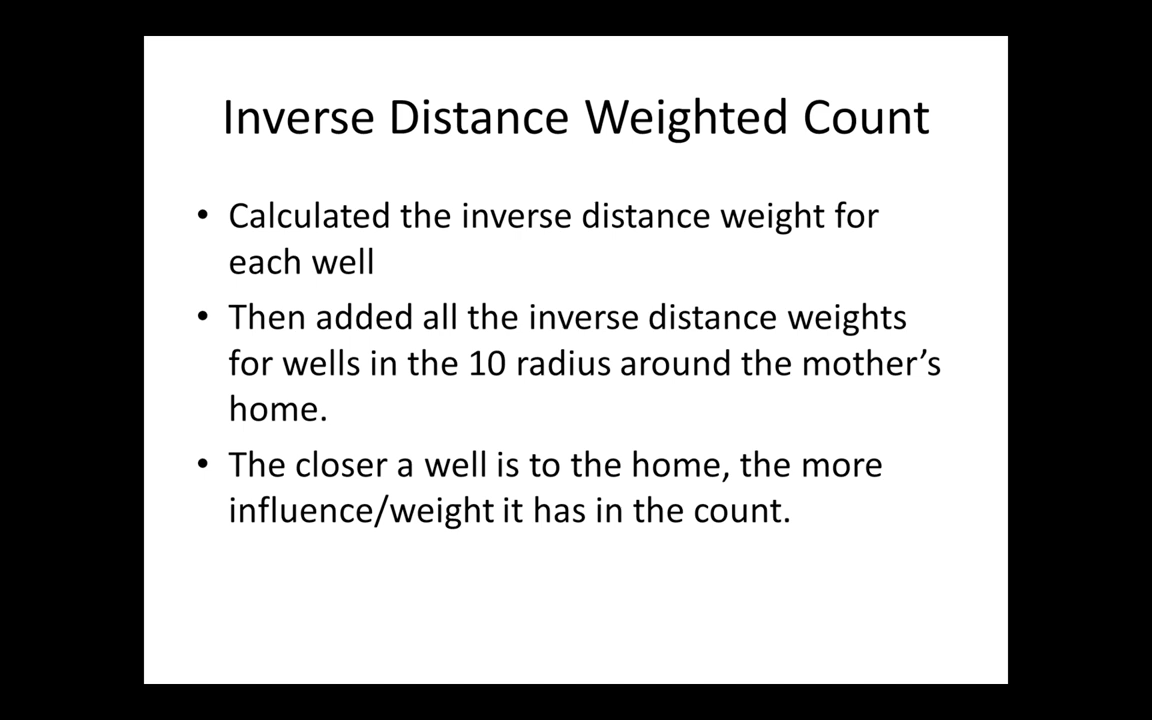 Inverse Distance Weighted Count
• Calculated the inverse distance weight for
each well
• Then added all the inverse distance weights
for wells in the 10 radius around the mother’s
home.
• The closer a well is to the home, the more
influence/weight it has in the count.